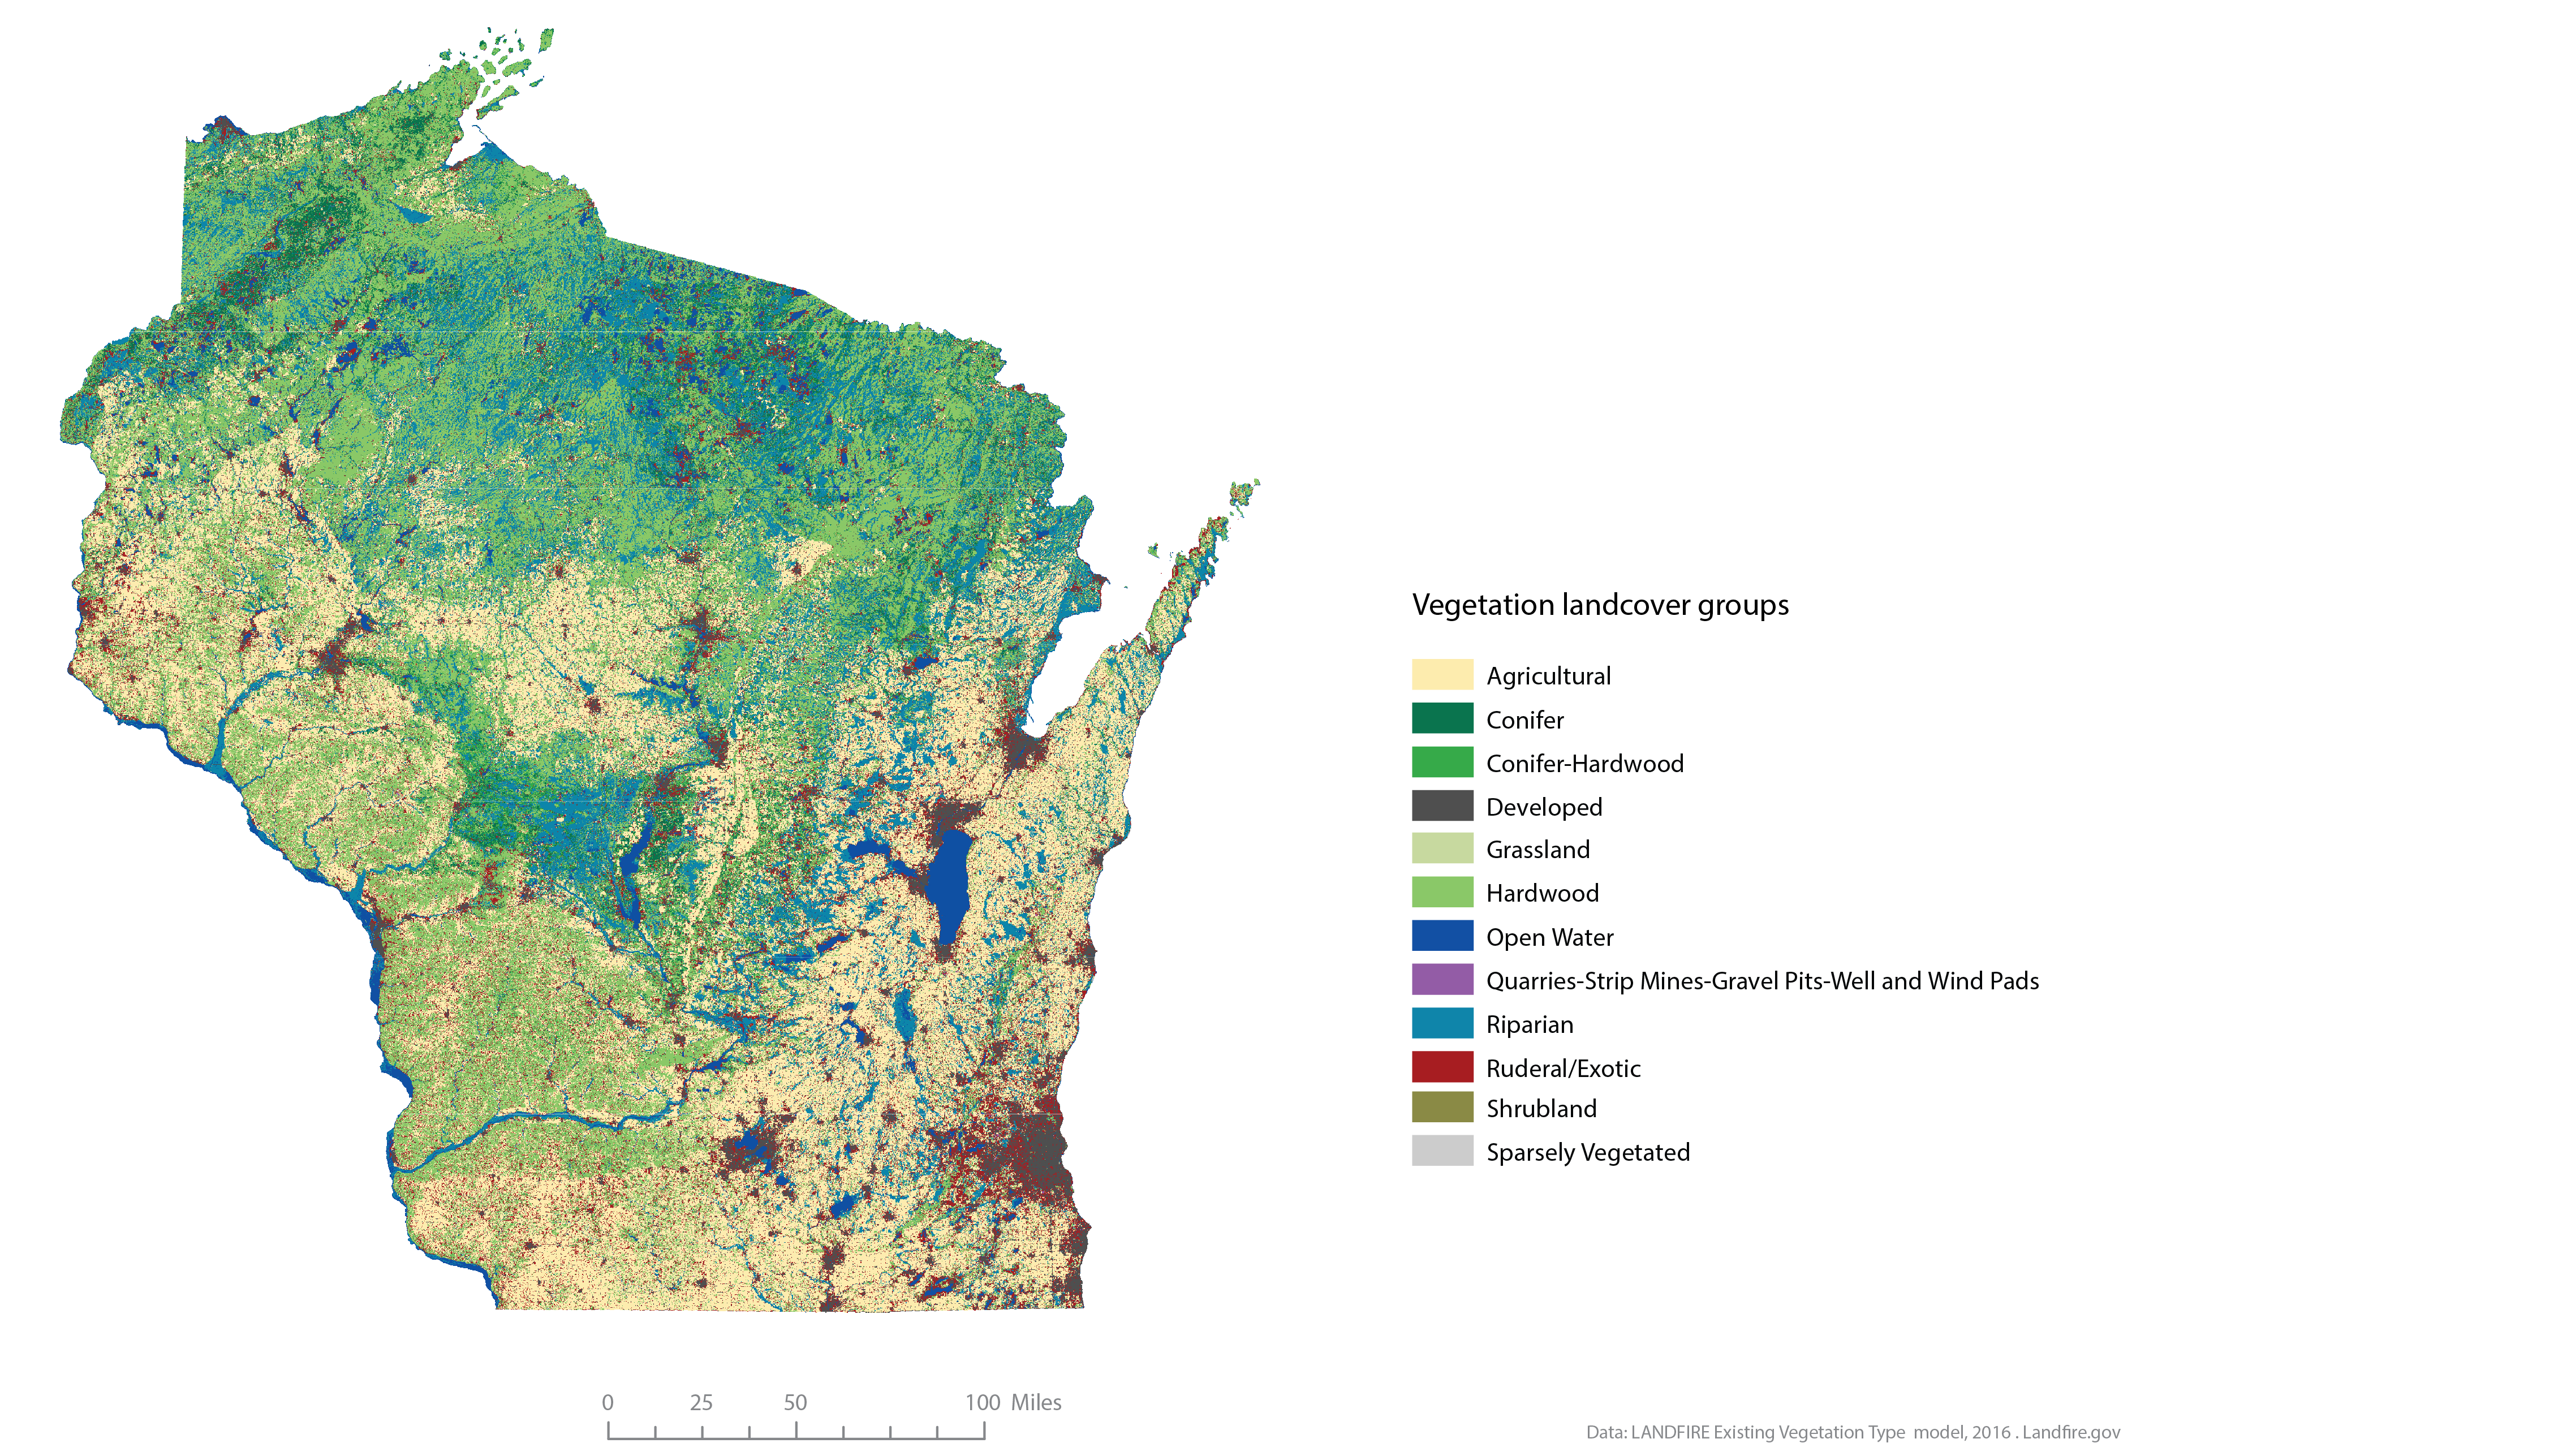 Vegetation landcover groups
Agricultural
Conifer
Conifer-Hardwood
Developed
Grassland
Hardwood
Open Water
Quarries-Strip Mines-Gravel Pits-Well and Wind Pads
Riparian
Ruderal/Exotic
Shrubland
Sparsely Vegetated
0 25 50 100 Miles
Data: LANDFIRE Existing Vegetation Type model, 2016 . Landfire.gov